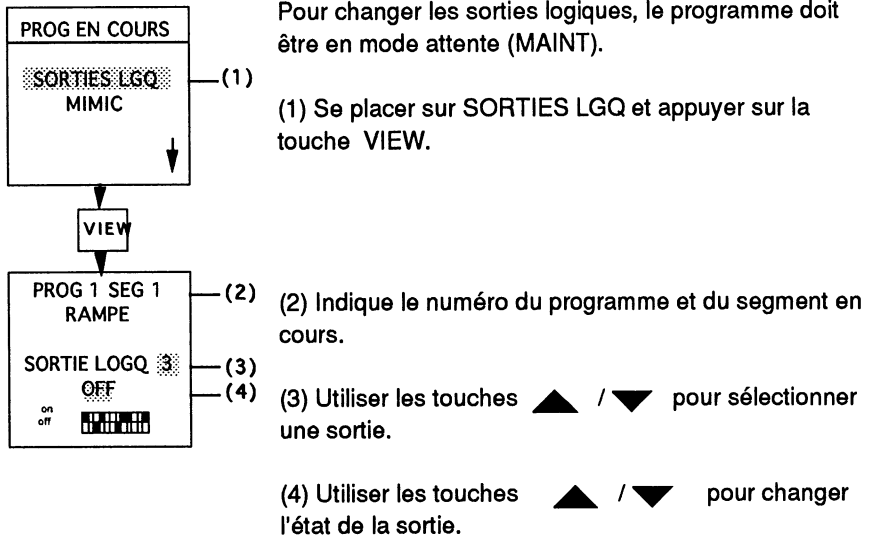 Pour changer les sorties logiques, le programme doit
être en mode attente (MAINT).
PROG EN COURS
SORTIES LGQ
(1)
MIMIC
(1) Se placer sur SORTIES LGQ et appuyer sur la
touche VIEW.
VIEW
PROG 1 SEG 1
(2)
RAMPE
(2) Indique le numéro du programme et du segment en
cours.
SORTIE LOGQ 3
(3)
OFF
(4)
on
off
(3) Utiliser les touches ▲ / ▼ pour sélectionner
une sortie.
(4) Utiliser les touches ▲ / ▼ pour changer
l'état de la sortie.